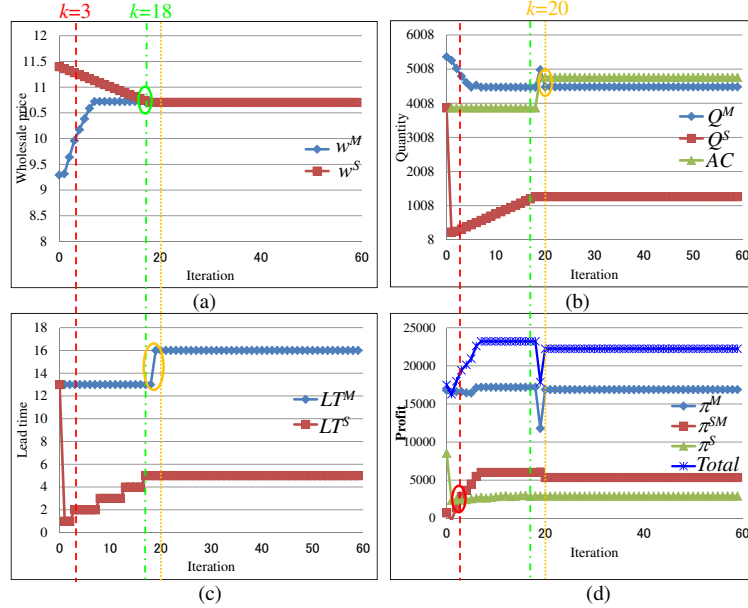 k=3
k=18
k=20
Wholesale price
12
11.5
11
10.5
10
9.5
9
8.5
8
w^M
w^S
0
20
40
60
Iteration
(a)
Quantity
6008
5008
4008
3008
2008
1008
8
Q^M
Q^S
AC
0
20
40
60
Iteration
(b)
Lead time
18
16
14
12
10
8
6
4
2
0
LT^M
LT^S
0
20
40
60
Iteration
(c)
Profit
25000
20000
15000
10000
5000
0
π^M
π^SM
π^S
Total
0
20
40
60
Iteration
(d)